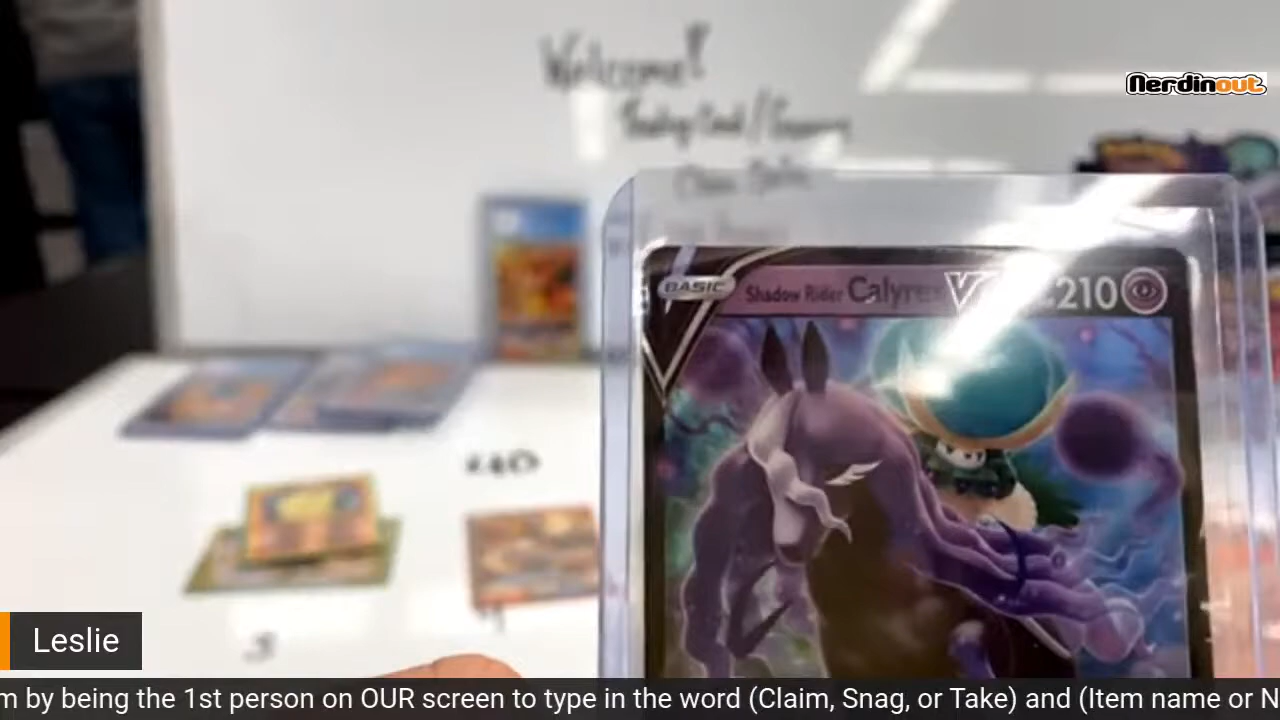 Welcome!
Nerdinout
BASIC
Shadow Rider Calyrex V 210
Leslie
m by being the 1st person on OUR screen to type in the word (Claim, Snag, or Take) and (Item name or N